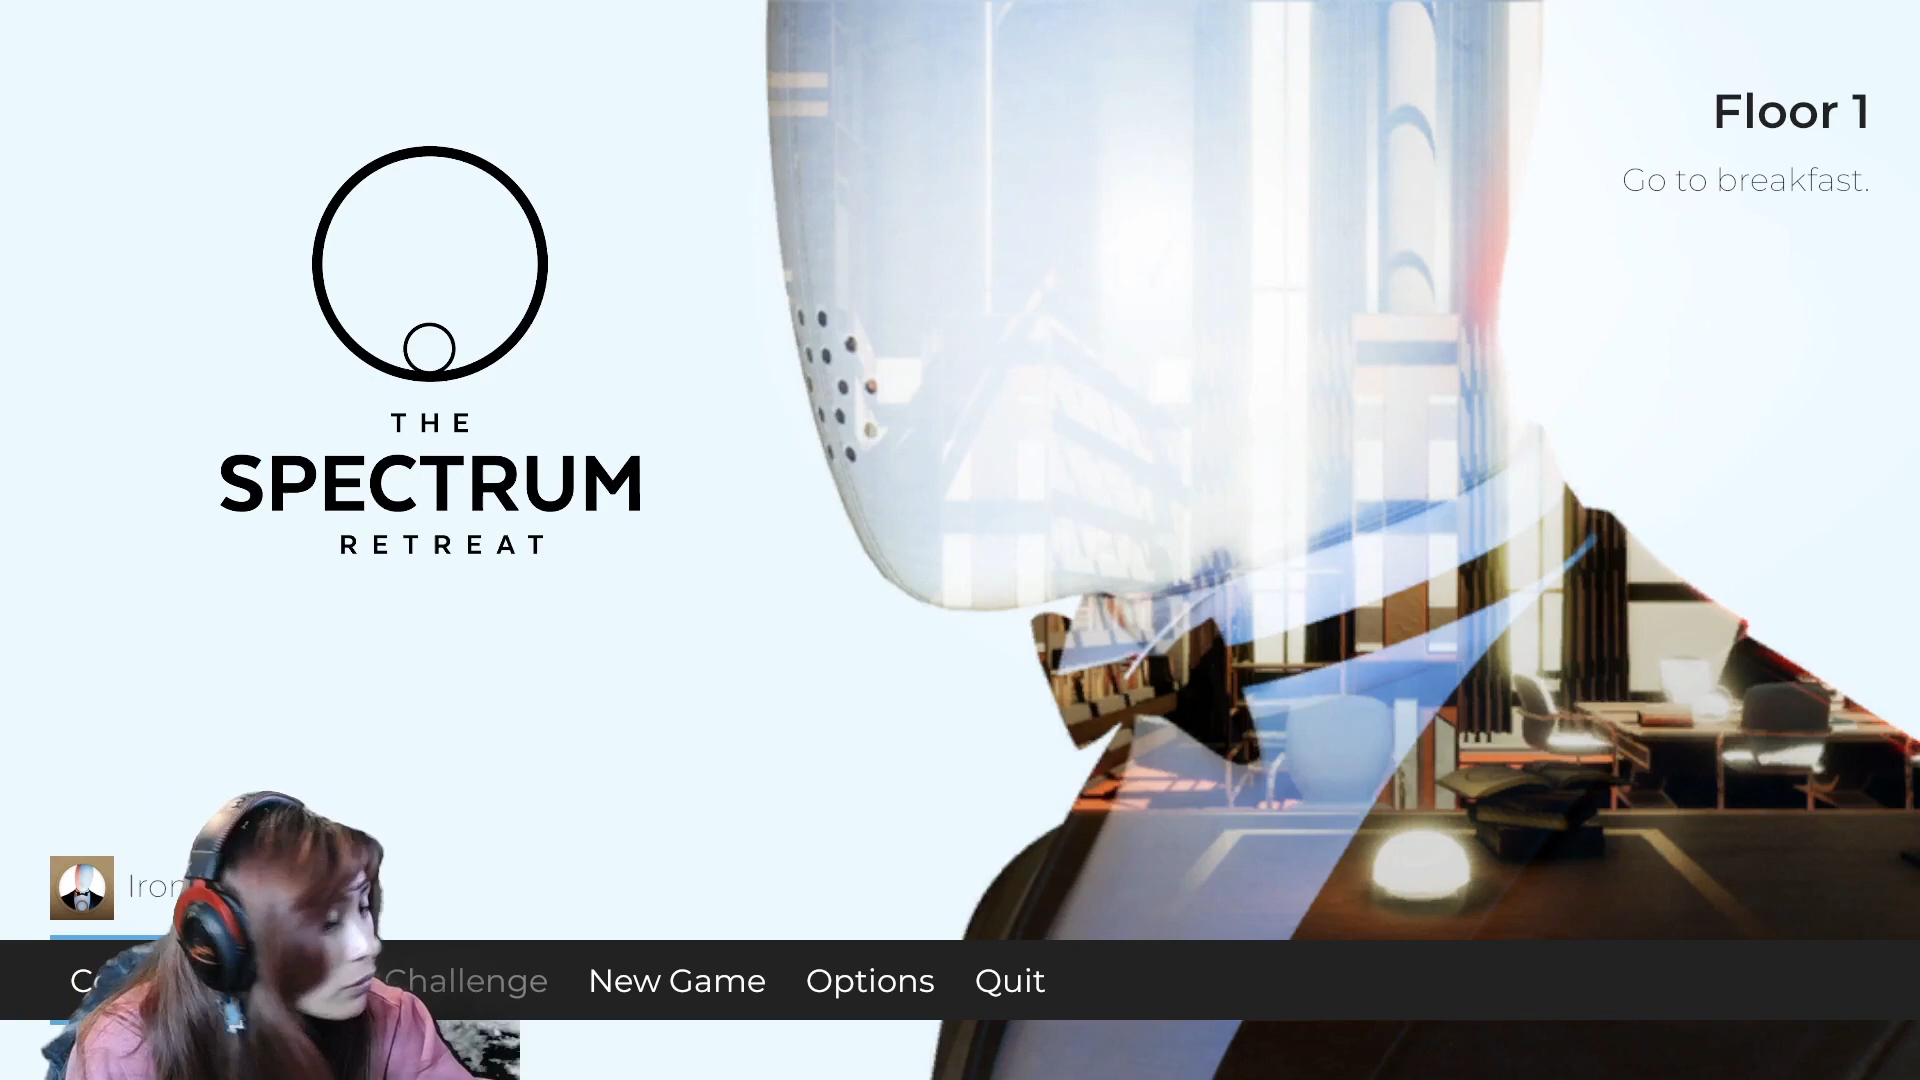 Floor 1
Go to breakfast.
THE
SPECTRUM
RETREAT
Challenge New Game Options Quit